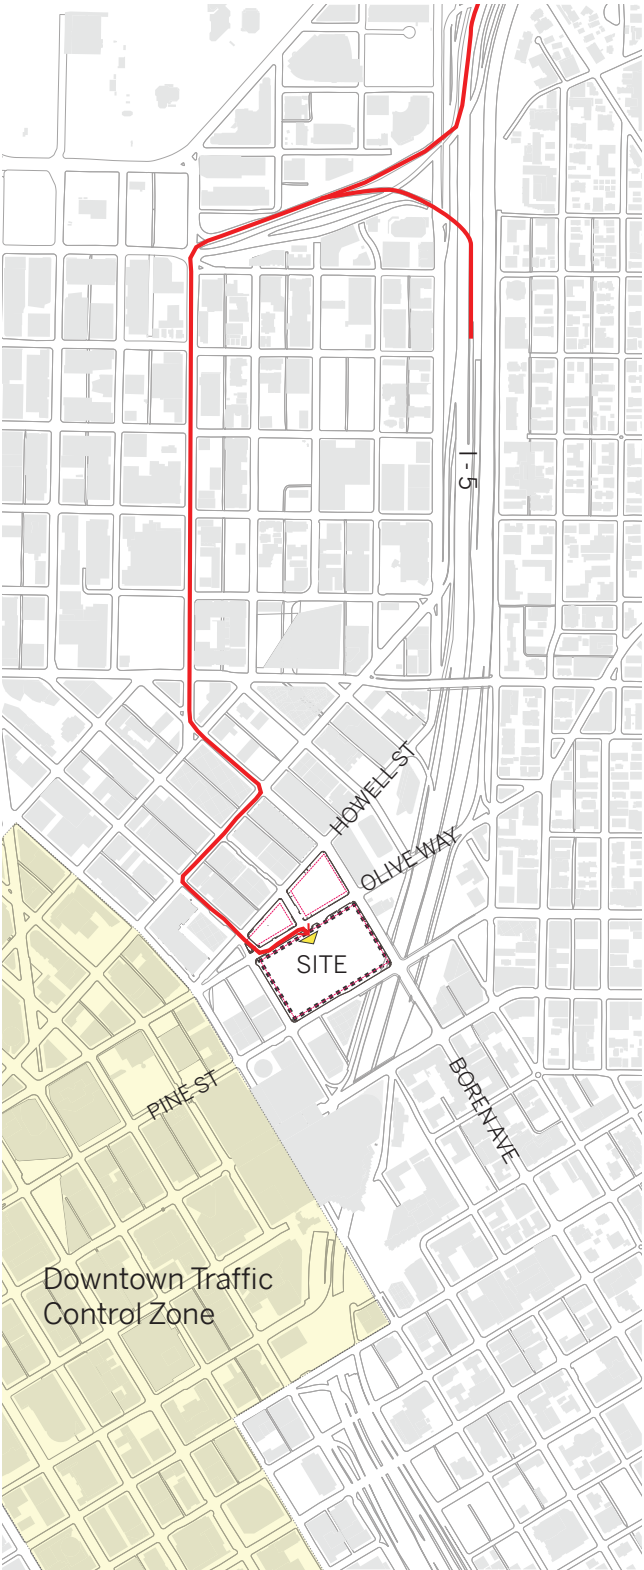 I-5
HOWELL ST
OLIVE WAY
SITE
BOREN AVE
PINE ST
Downtown Traffic
Control Zone